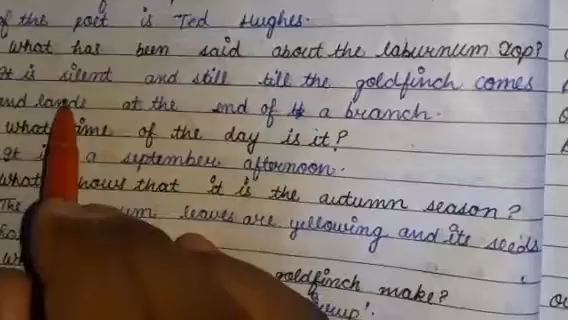 of the poet is Ted Hughes.
What has been said about the laburnum top?
It is silent and still till the goldfinch comes
and lands at the end of a branch.
What time of the day is it?
It is a september afternoon.
What shows that it is the autumn season?
The leaves are yellowing and its seeds
goldfinch make?